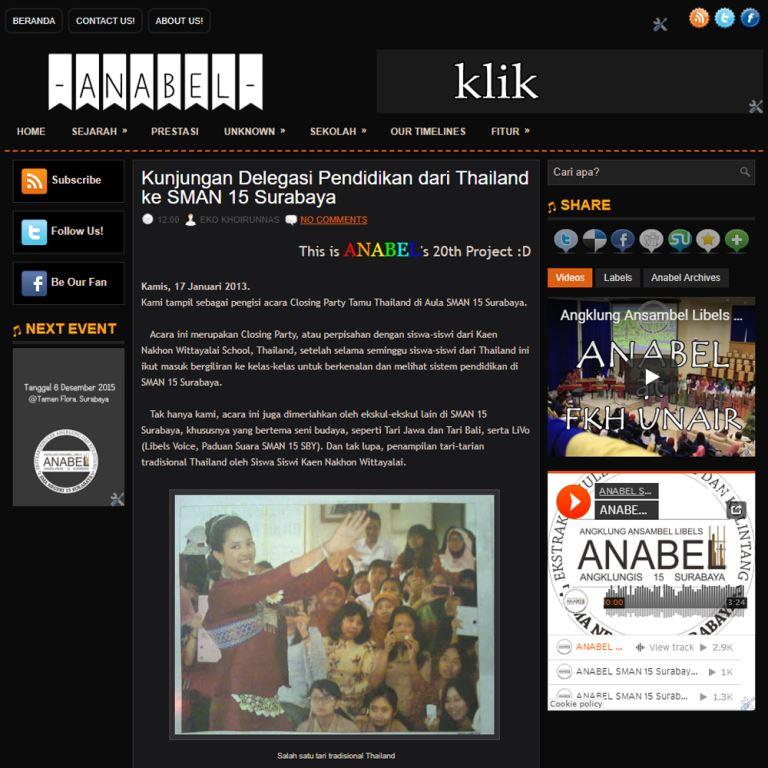 BERANDA CONTACT US! ABOUT US!
- ANABEL -
klik
HOME SEJARAH » PRESTASI UNKNOWN » SEKOLAH » OUR TIMELINES FITUR »
Subscribe
Follow Us!
Be Our Fan
NEXT EVENT
Tanggal 6 Desember 2015
@Taman Flora, Surabaya
ANABEL
Kunjungan Delegasi Pendidikan dari Thailand
ke SMAN 15 Surabaya
12:00 EKO KHOIRUNNAS NO COMMENTS
This is ANABEL's 20th Project :D
Kamis, 17 Januari 2013.
Kami tampil sebagai pengisi acara Closing Party Tamu Thailand di Aula SMAN 15 Surabaya.
Acara ini merupakan Closing Party, atau perpisahan dengan siswa-siswi dari Kaen
Nakhon Wittayalai School, Thailand, setelah selama seminggu siswa-siswi dari Thailand ini
ikut masuk bergiliran ke kelas-kelas untuk berkenalan dan melihat sistem pendidikan di
SMAN 15 Surabaya.
Tak hanya kami, acara ini juga dimeriahkan oleh ekskul-ekskul lain di SMAN 15
Surabaya, khususnya yang bertema seni budaya, seperti Tari Jawa dan Tari Bali, serta LiVo
(Libels Voice, Paduan Suara SMAN 15 SBY). Dan tak lupa, penampilan tari-tarian
tradisional Thailand oleh Siswa Siswi Kaen Nakhon Wittayalai.
Salah satu tari tradisional Thailand
Cari apa?
SHARE
Videos Labels Anabel Archives
Angklung Ansambel Libels ...
ANABEL
at
FKH UNAIR
ANABEL S...
ANABE...
ANGKLUNG ANSAMBEL LIBELS
ANABEL
ANGKLUNGIS 15 SURABAYA
0:00 3:24
ANABEL ... View track 2.9K
ANABEL SMAN 15 Surabay... 1K
ANABEL SMAN 15 Surab... 1.3K
Cookie policy